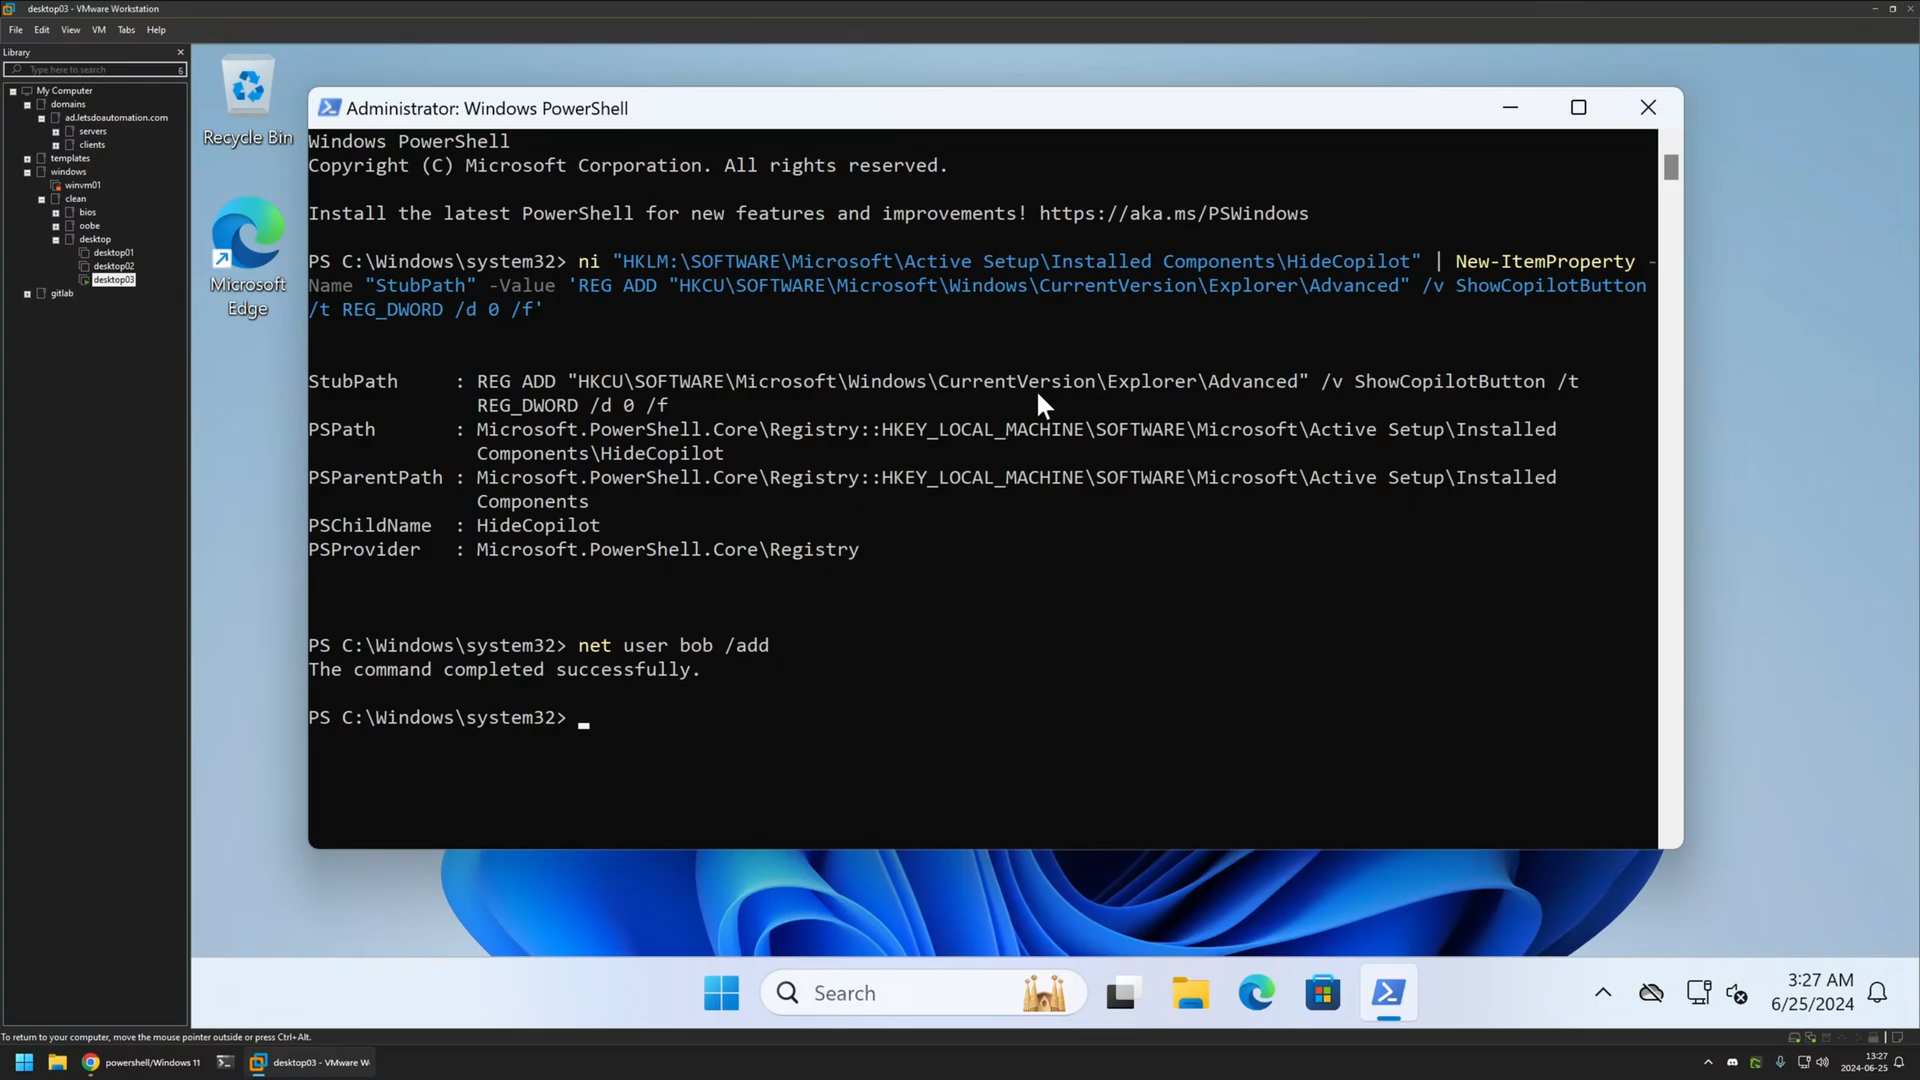 desktop03 - VMware Workstation
File Edit View VM Tabs Help
Library
Type here to search
My Computer
domains
ad.letsdoautomation.com
servers
clients
templates
windows
winvm01
clean
bios
oobe
desktop
desktop01
desktop02
desktop03
gitlab
Recycle Bin
Microsoft
Edge
Administrator: Windows PowerShell
Windows PowerShell
Copyright (C) Microsoft Corporation. All rights reserved.
Install the latest PowerShell for new features and improvements! https://aka.ms/PSWindows
PS C:\Windows\system32> ni "HKLM:\SOFTWARE\Microsoft\Active Setup\Installed Components\HideCopilot" | New-ItemProperty -
Name "StubPath" -Value 'REG ADD "HKCU\SOFTWARE\Microsoft\Windows\CurrentVersion\Explorer\Advanced" /v ShowCopilotButton
/t REG_DWORD /d 0 /f'
StubPath : REG ADD "HKCU\SOFTWARE\Microsoft\Windows\CurrentVersion\Explorer\Advanced" /v ShowCopilotButton /t
REG_DWORD /d 0 /f
PSPath : Microsoft.PowerShell.Core\Registry::HKEY_LOCAL_MACHINE\SOFTWARE\Microsoft\Active Setup\Installed
Components\HideCopilot
PSParentPath : Microsoft.PowerShell.Core\Registry::HKEY_LOCAL_MACHINE\SOFTWARE\Microsoft\Active Setup\Installed
Components
PSChildName : HideCopilot
PSProvider : Microsoft.PowerShell.Core\Registry
PS C:\Windows\system32> net user bob /add
The command completed successfully.
PS C:\Windows\system32>
Search
3:27 AM
6/25/2024
To return to your computer, move the mouse pointer outside or press Ctrl+Alt.
powershell/Windows 11
desktop03 - VMware W
13:27
2024-06-25